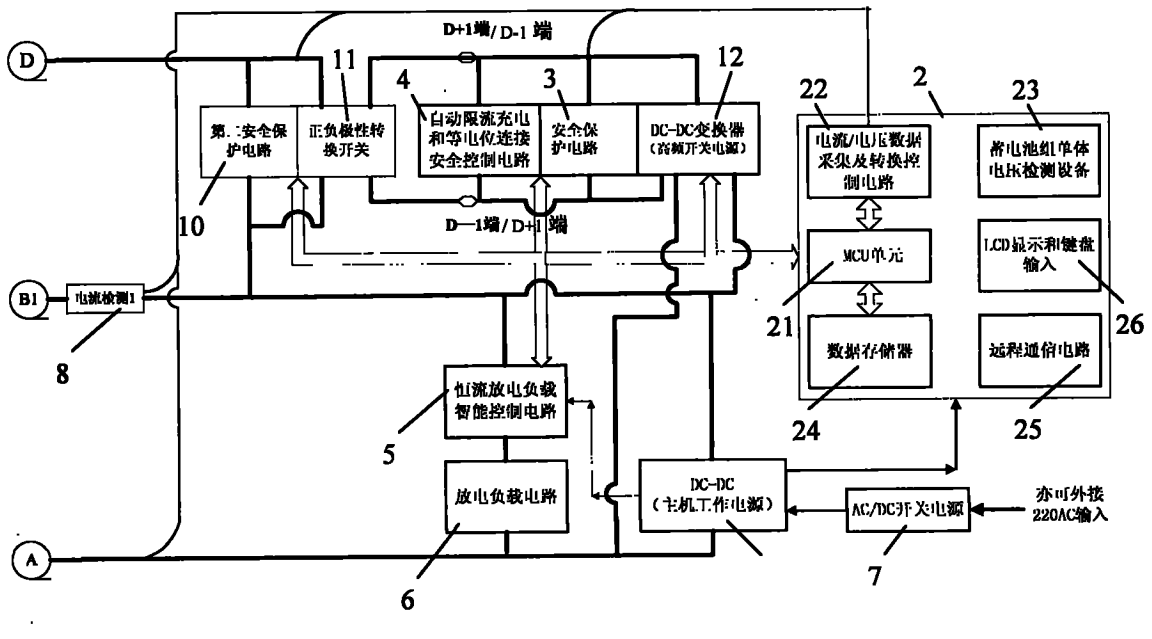 D+1端/D-1端
D
11
4
3
12
22
2
23
第二安全保
护电路
正负极性转
换开关
自动限流充电
和等电位连接
安全控制电路
安全保
护电路
DC-DC变换器
(高频开关电源)
电流/电压数据
采集及转换控
制电路
蓄电池组单体
电压检测设备
10
D—1端/D+1端
MCU单元
LCD显示和键盘
输入
B1
电流检测1
8
21
26
数据存储器
远程通信电路
恒流放电负载
智能控制电路
5
24
25
放电负载电路
DC-DC
(主机工作电源)
AC/DC开关电源
亦可外接
220AC输入
A
6
7